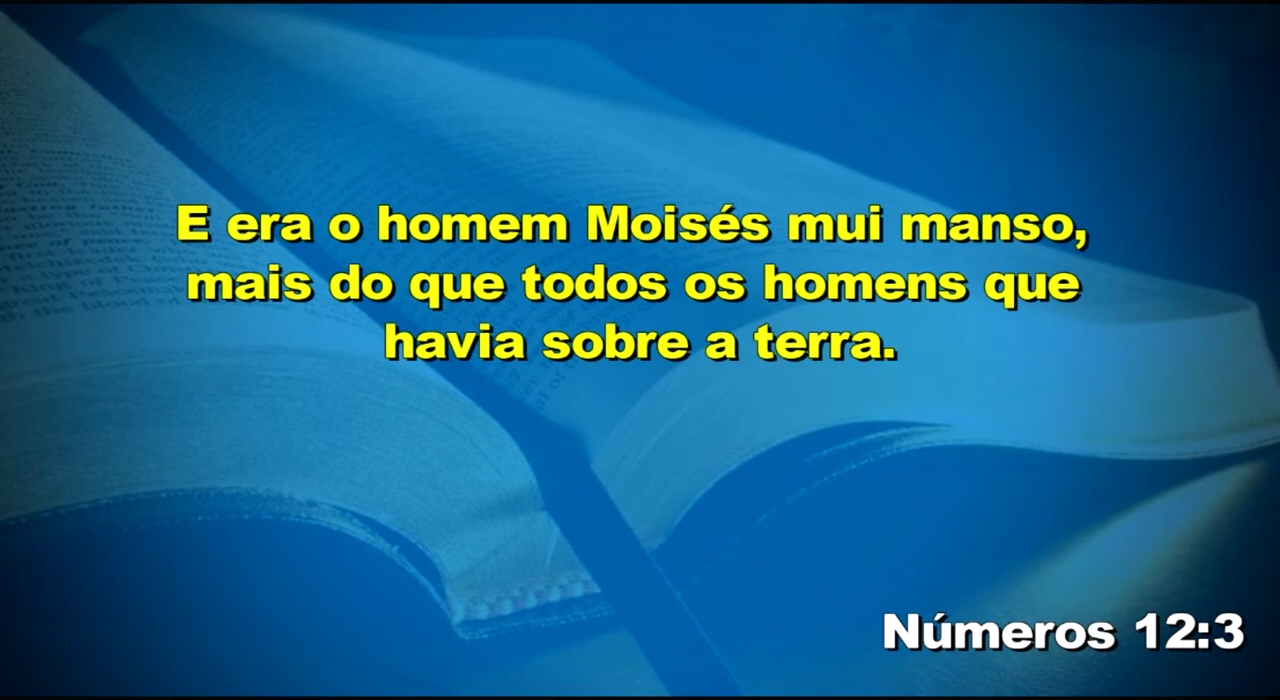 E era o homem Moisés mui manso,
mais do que todos os homens que
havia sobre a terra.
Números 12:3